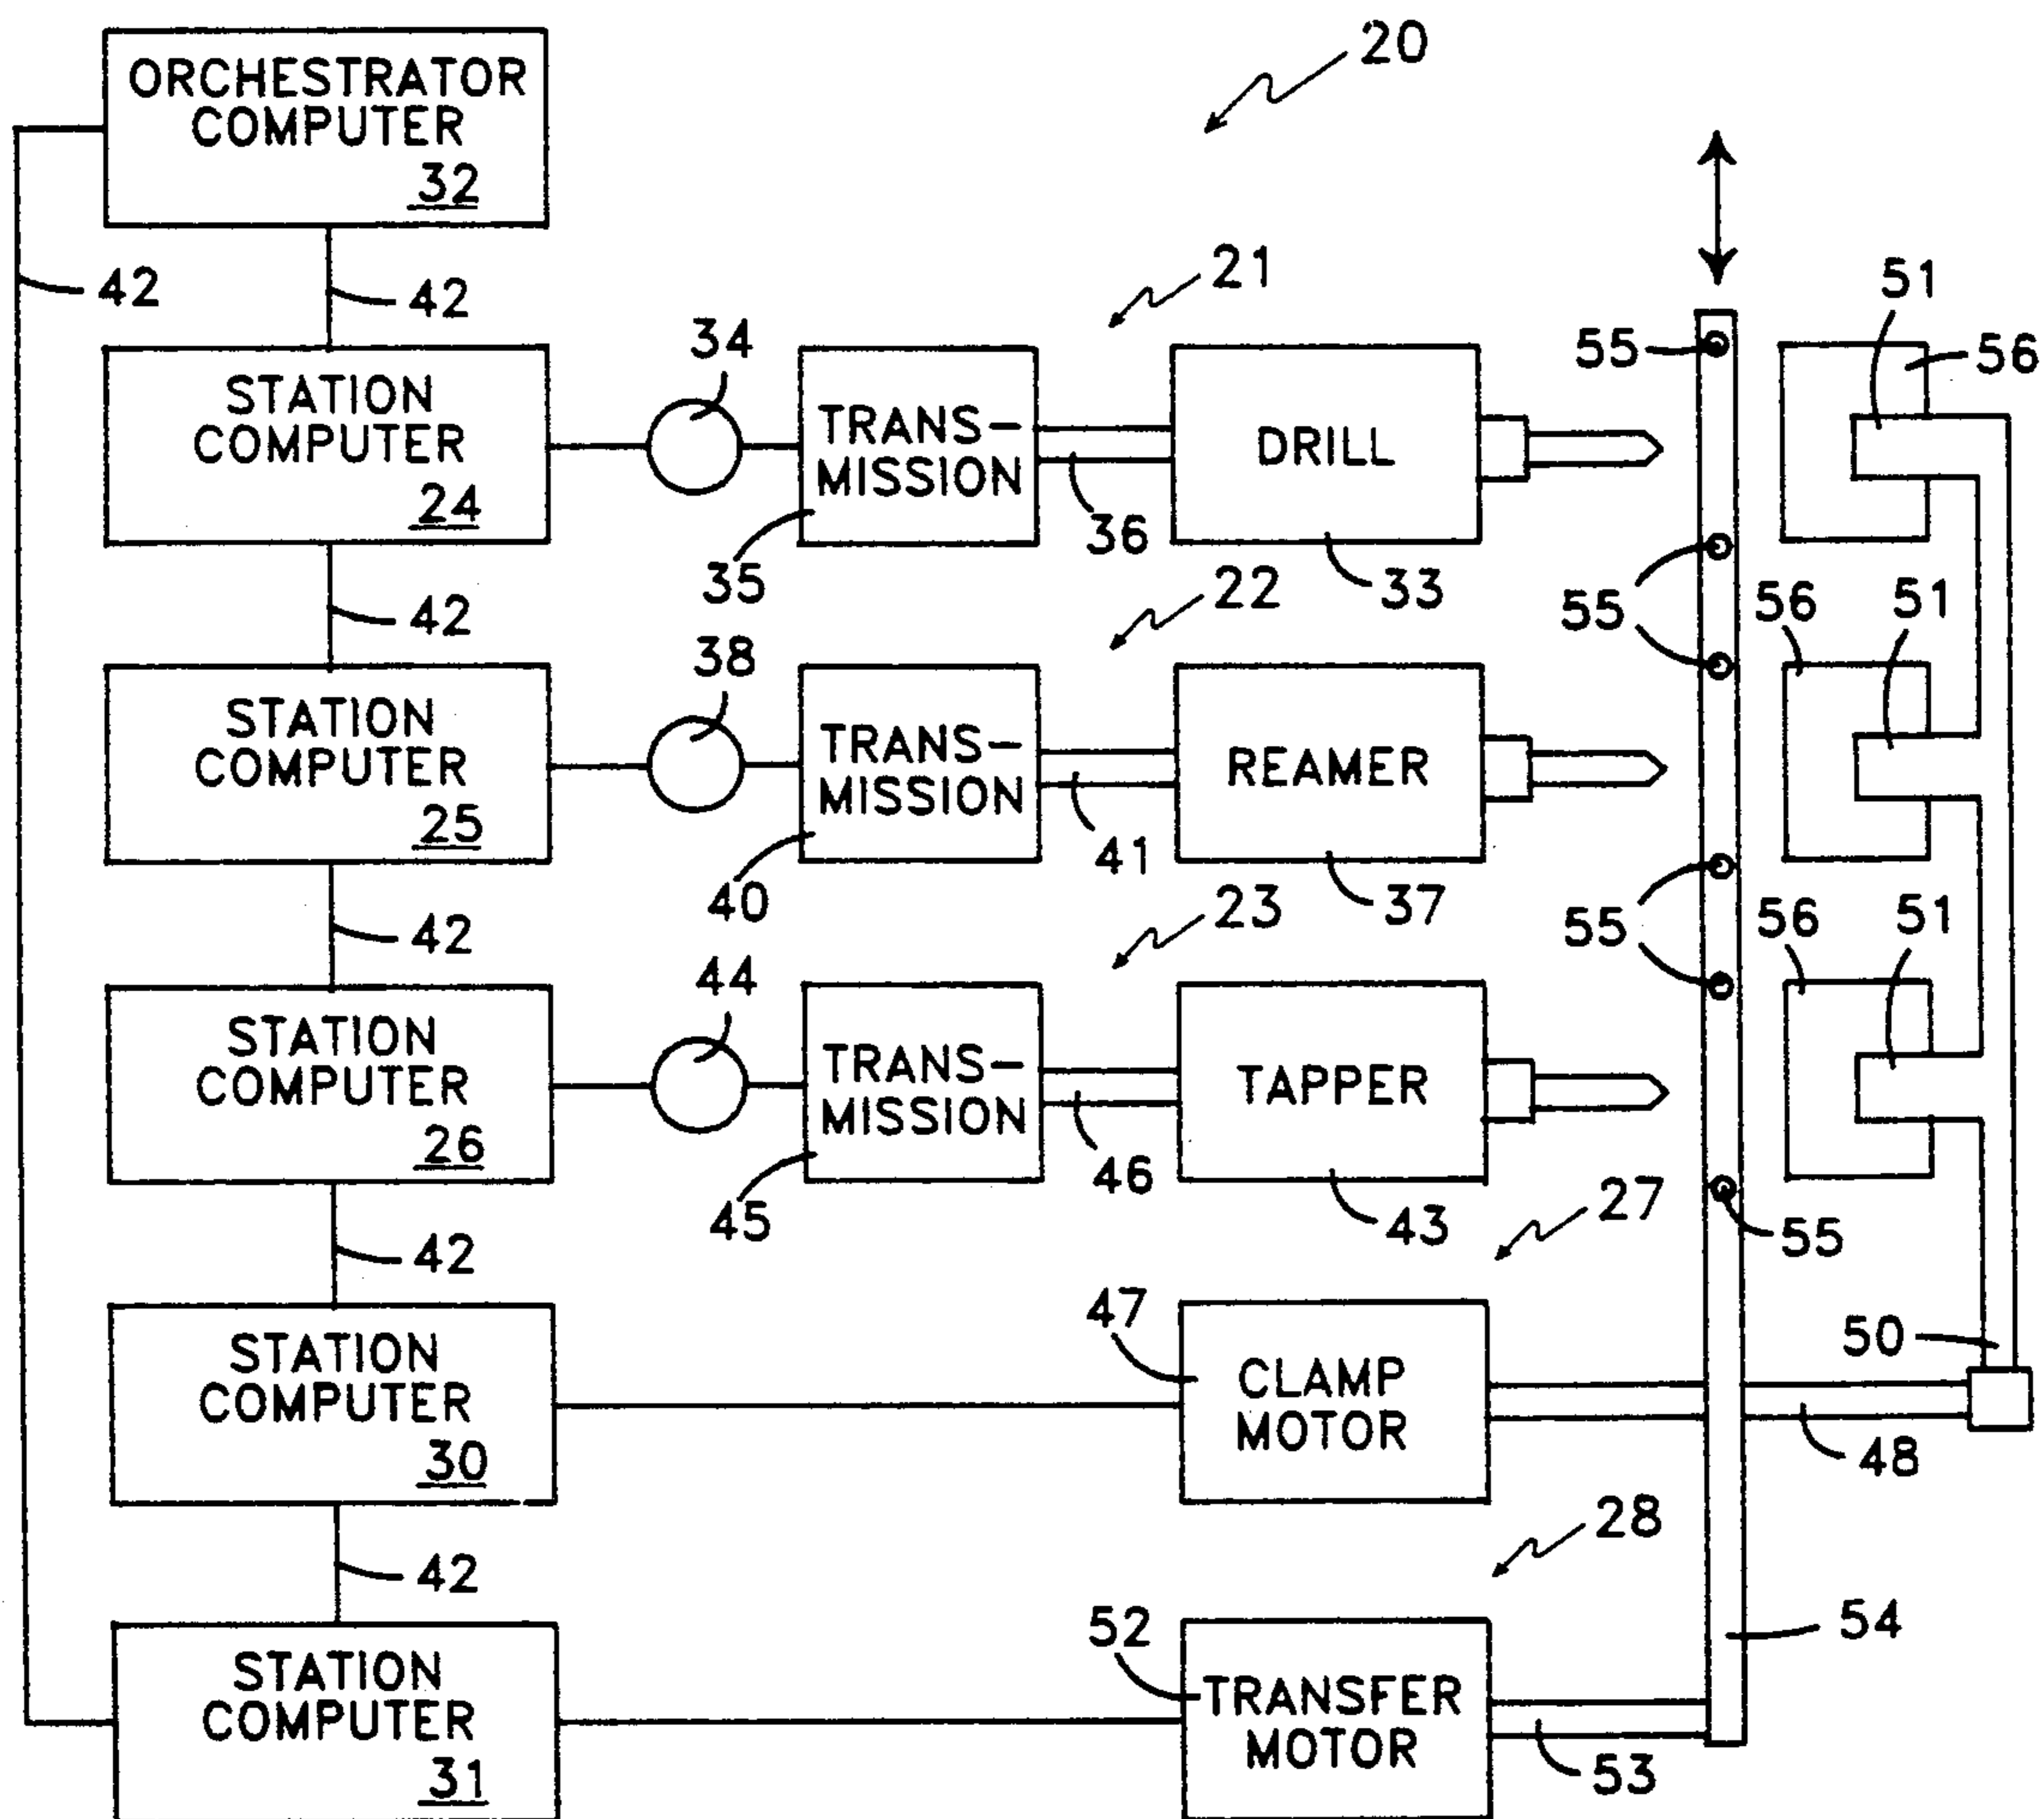 20
ORCHESTRATOR
COMPUTER
32
42
42
21
51
34
55
56
STATION
COMPUTER
24
TRANS-
MISSION
DRILL
36
35
33
22
42
55
56
51
38
STATION
COMPUTER
25
TRANS-
MISSION
REAMER
41
40
37
23
42
55
56
51
44
STATION
COMPUTER
26
TRANS-
MISSION
TAPPER
46
45
43
27
55
42
47
50
STATION
COMPUTER
30
CLAMP
MOTOR
48
28
42
52
54
STATION
COMPUTER
31
TRANSFER
MOTOR
53